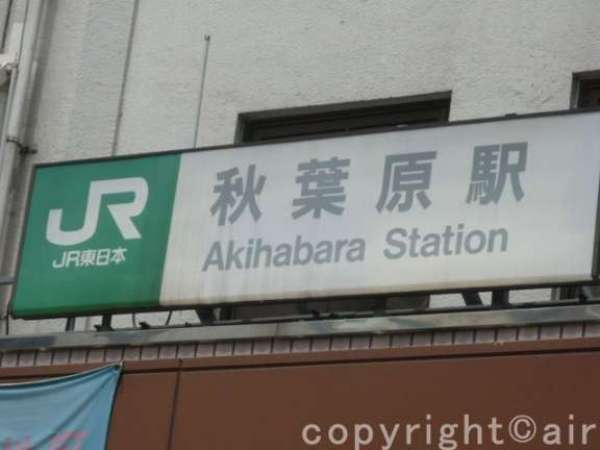 JR
JR東日本
秋葉原駅
Akihabara Station
copyright©air